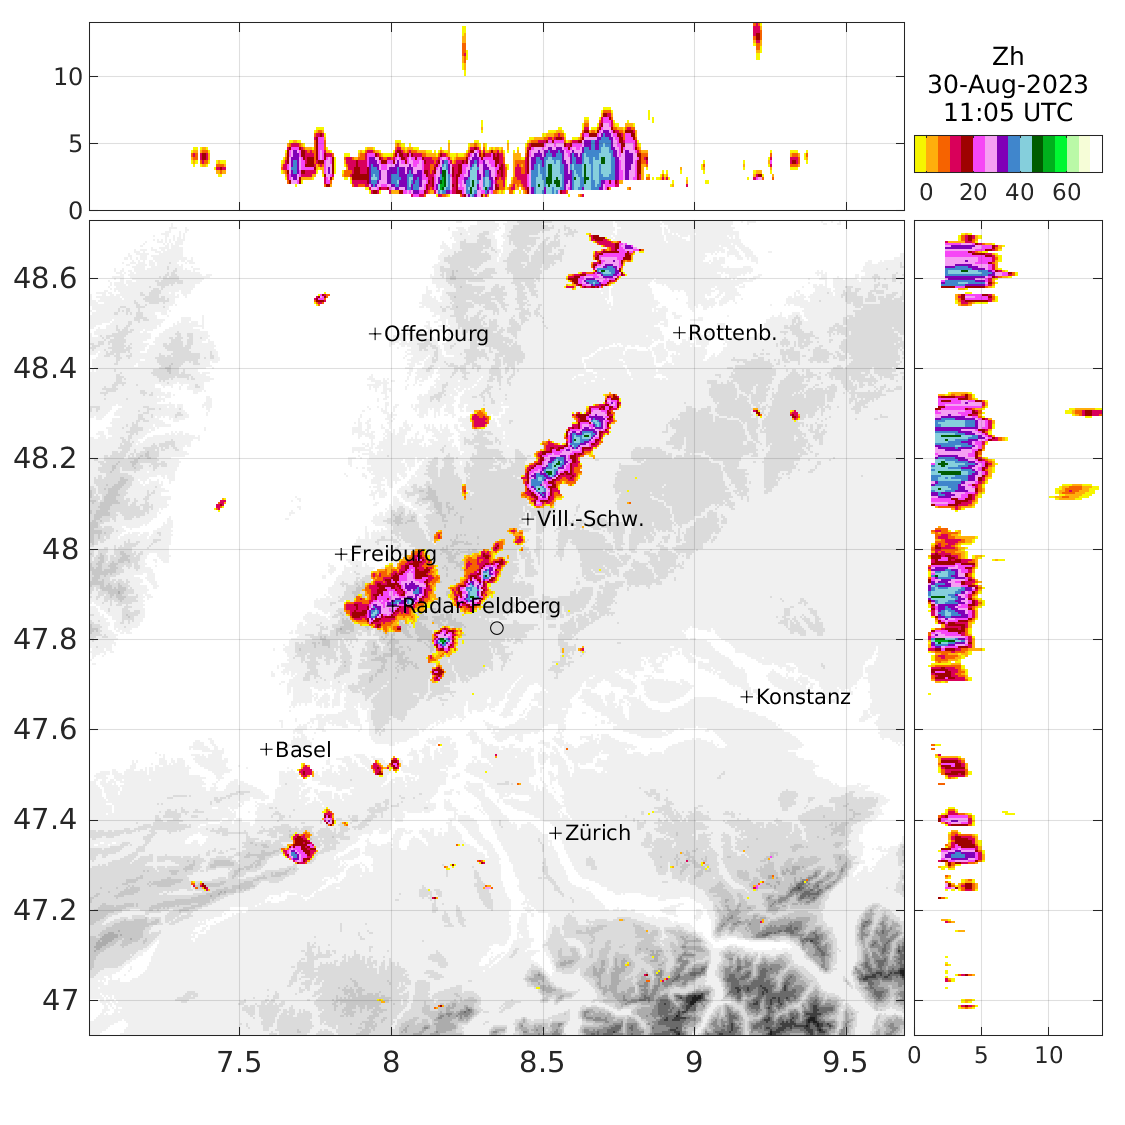 10
5
0
Zh
30-Aug-2023
11:05 UTC
0 20 40 60
48.6
48.4
48.2
48
47.8
47.6
47.4
47.2
47
Offenburg
Rottenb.
Vill.-Schw.
Freiburg
Radar Feldberg
Konstanz
Basel
Zürich
7.5 8 8.5 9 9.5
0 5 10